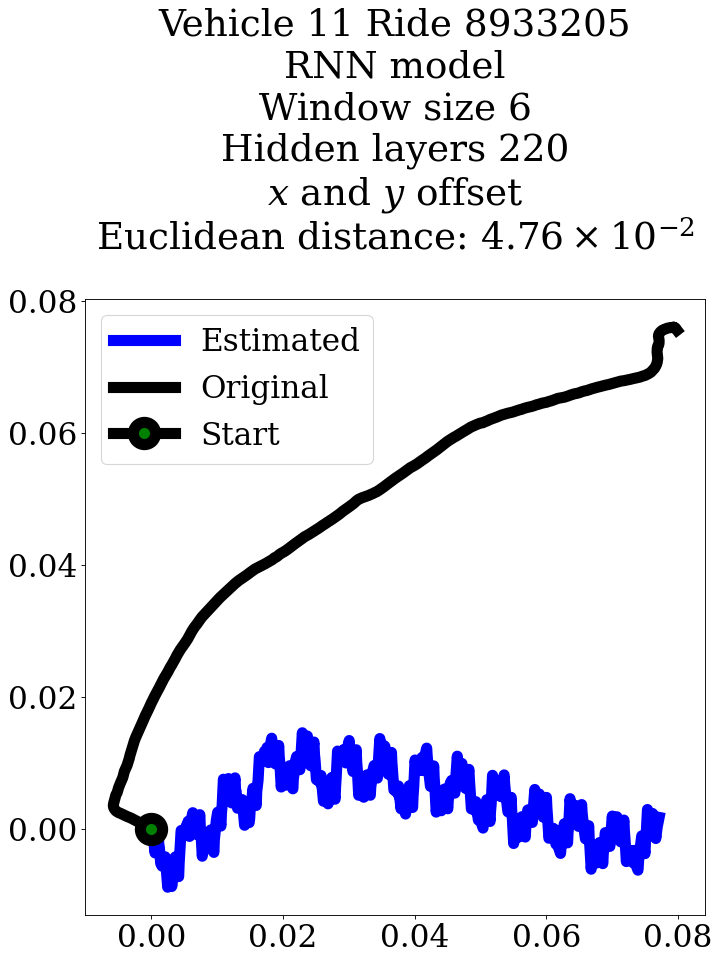 Vehicle 11 Ride 8933205
RNN model
Window size 6
Hidden layers 220
x and y offset
Euclidean distance: 4.76 × 10⁻²
0.08
0.06
0.04
0.02
0.00
Estimated
Original
Start
0.00 0.02 0.04 0.06 0.08